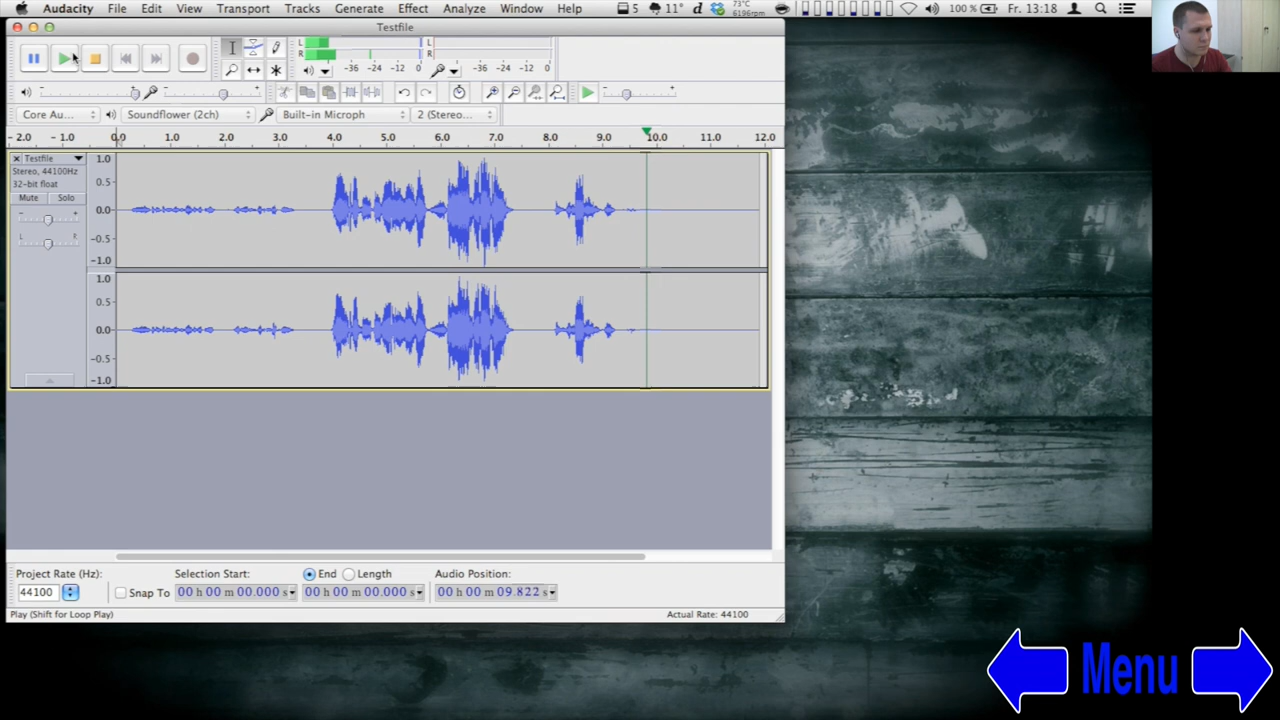 Audacity File Edit View Transport Tracks Generate Effect Analyze Window Help 5 11° d 73°C 6196rpm 100 % Fr. 13:18
Testfile
L R -36 -24 -12 0 L R -36 -24 -12 0
Core Au... Soundflower (2ch) Built-in Microph 2 (Stereo...
- 2.0 - 1.0 0.0 1.0 2.0 3.0 4.0 5.0 6.0 7.0 8.0 9.0 10.0 11.0 12.0
Testfile
Stereo, 44100Hz
32-bit float
Mute Solo
- +
L R
1.0
0.5
0.0
-0.5
-1.0
1.0
0.5
0.0
-0.5
-1.0
Project Rate (Hz): Selection Start: End Length Audio Position:
44100 Snap To 00 h 00 m 00.000 s 00 h 00 m 00.000 s 00 h 00 m 09.822 s
Play (Shift for Loop Play) Actual Rate: 44100
Menu